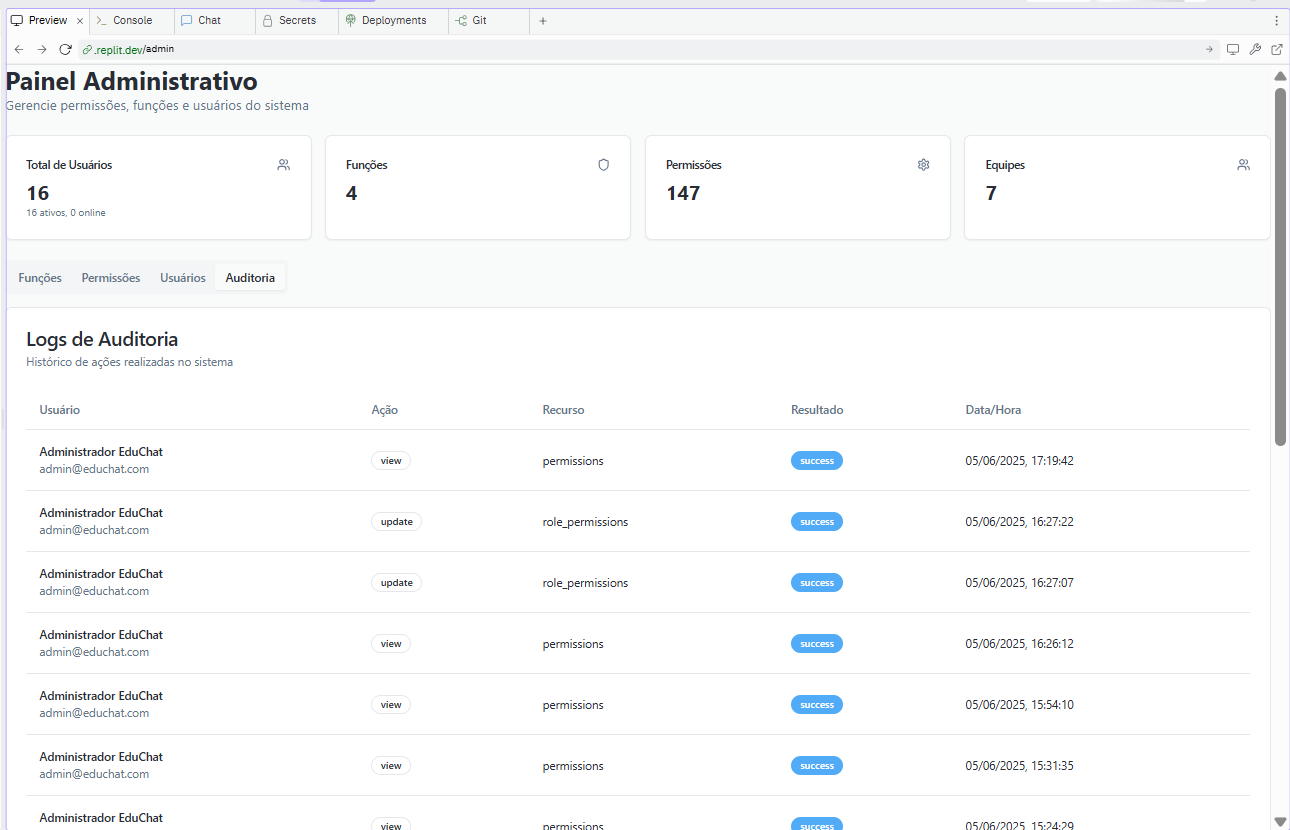 Preview × Console Chat Secrets Deployments Git +
.replit.dev/admin
Painel Administrativo
Gerencie permissões, funções e usuários do sistema
Total de Usuários
16
16 ativos, 0 online
Funções
4
Permissões
147
Equipes
7
Funções Permissões Usuários Auditoria
Logs de Auditoria
Histórico de ações realizadas no sistema
Usuário Ação Recurso Resultado Data/Hora
Administrador EduChat
admin@educhat.com
view permissions success 05/06/2025, 17:19:42
Administrador EduChat
admin@educhat.com
update role_permissions success 05/06/2025, 16:27:22
Administrador EduChat
admin@educhat.com
update role_permissions success 05/06/2025, 16:27:07
Administrador EduChat
admin@educhat.com
view permissions success 05/06/2025, 16:26:12
Administrador EduChat
admin@educhat.com
view permissions success 05/06/2025, 15:54:10
Administrador EduChat
admin@educhat.com
view permissions success 05/06/2025, 15:31:35
Administrador EduChat
view permissions success 05/06/2025, 15:24:29